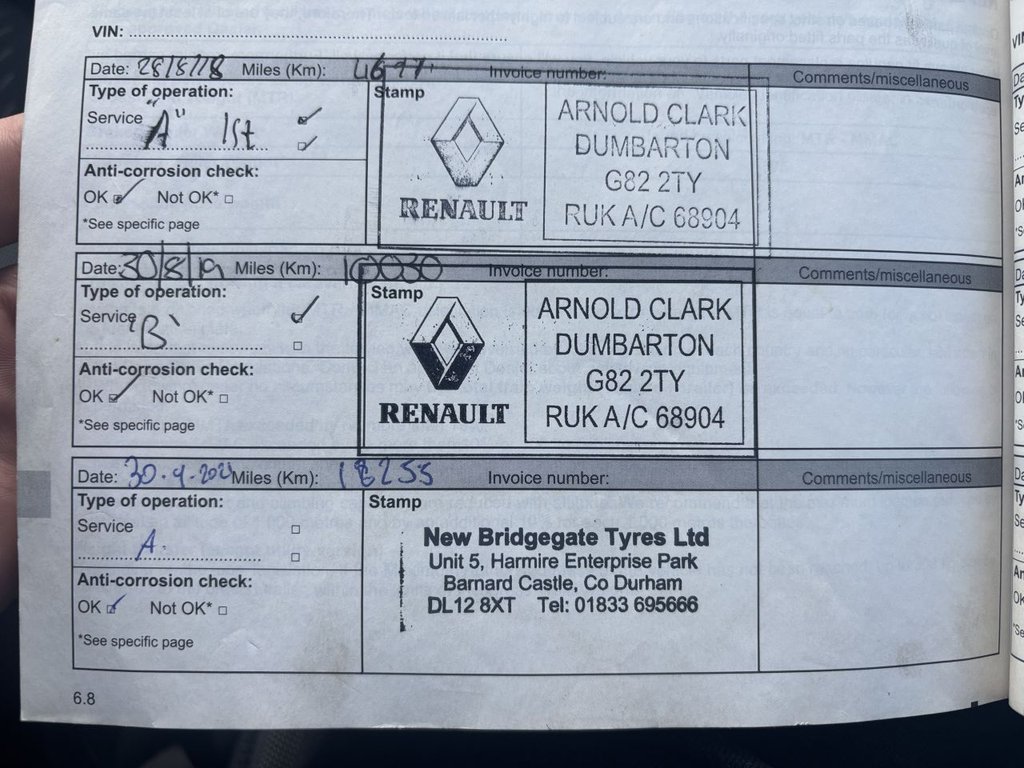 VIN:
Date: 28/8/18 Miles (Km): 4697 Invoice number: Comments/miscellaneous
Type of operation:
Service "A" 1st
Stamp
ARNOLD CLARK
DUMBARTON
G82 2TY
RUK A/C 68904
RENAULT
Anti-corrosion check:
OK Not OK*
*See specific page
Date: 30/8/19 Miles (Km): 10030 Invoice number: Comments/miscellaneous
Type of operation:
Service 'B'
Stamp
ARNOLD CLARK
DUMBARTON
G82 2TY
RUK A/C 68904
RENAULT
Anti-corrosion check:
OK Not OK*
*See specific page
Date: 30.9.2021 Miles (Km): 18255 Invoice number: Comments/miscellaneous
Type of operation:
Service
A.
Stamp
New Bridgegate Tyres Ltd
Unit 5, Harmire Enterprise Park
Barnard Castle, Co Durham
DL12 8XT Tel: 01833 695666
Anti-corrosion check:
OK Not OK*
*See specific page
6.8